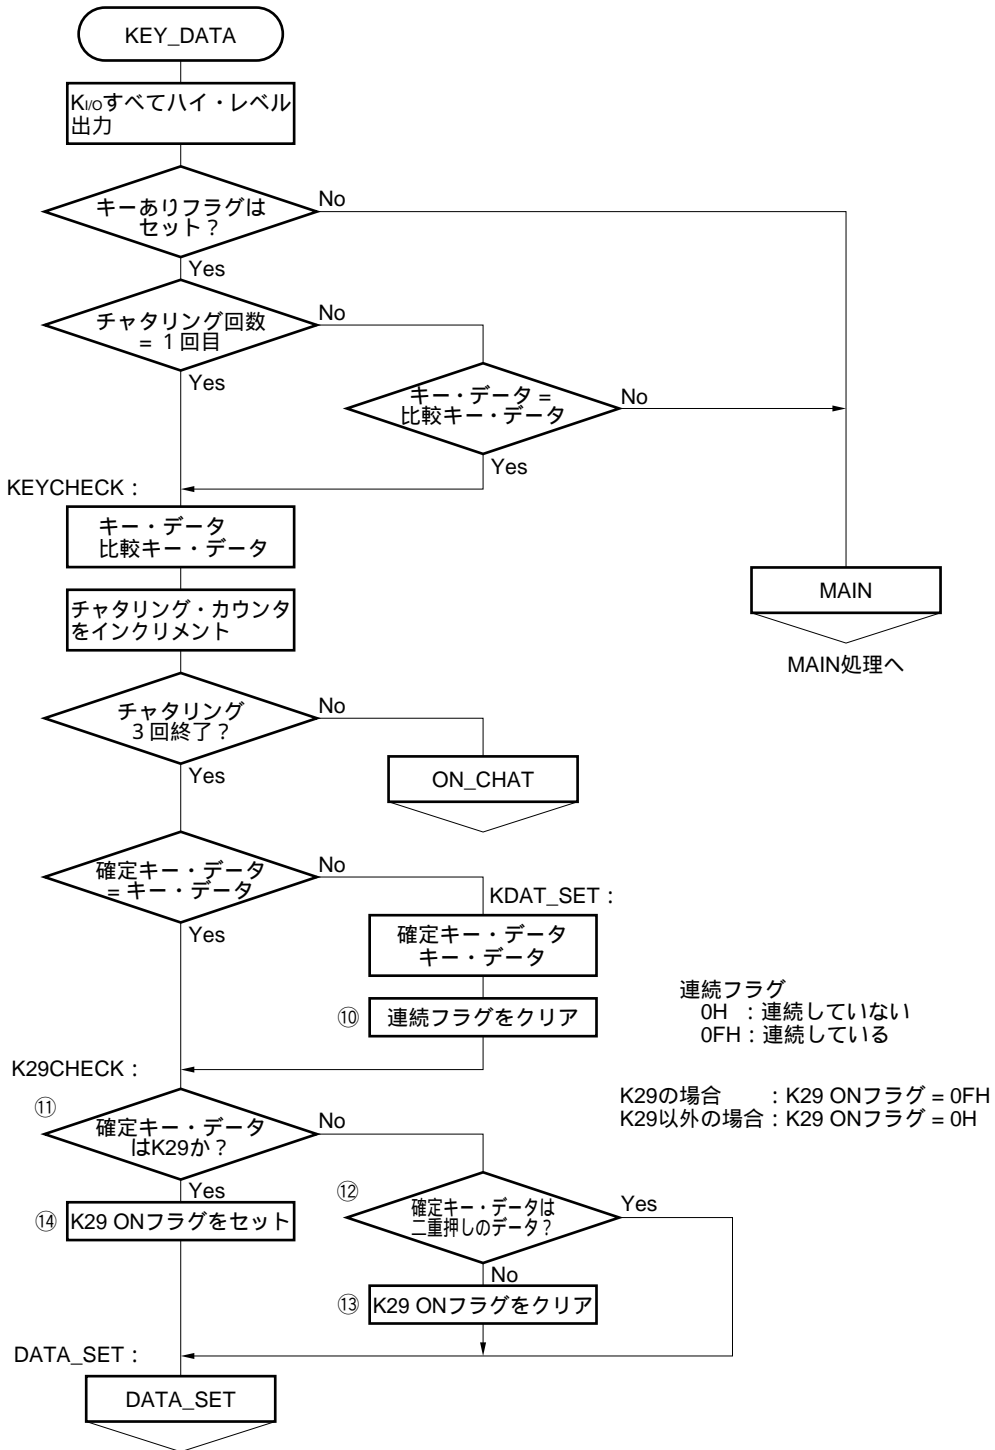 KEY_DATA
KI/Oすべてハイ・レベル
出力
キーありフラグは
セット？
No
Yes
チャタリング回数
= 1 回目
No
Yes
キー・データ =
比較キー・データ
No
Yes
KEYCHECK：
キー・データ
比較キー・データ
チャタリング・カウンタ
をインクリメント
MAIN
MAIN処理へ
チャタリング
3 回終了？
No
Yes
ON_CHAT
確定キー・データ
= キー・データ
No
Yes
KDAT_SET：
確定キー・データ
キー・データ
⑩ 連続フラグをクリア
連続フラグ
0H ：連続していない
0FH：連続している
K29CHECK：
K29の場合 ：K29 ONフラグ = 0FH
K29以外の場合：K29 ONフラグ = 0H
⑪
確定キー・データ
はK29か？
No
Yes
⑫
確定キー・データは
二重押しのデータ？
Yes
No
⑭ K29 ONフラグをセット
⑬ K29 ONフラグをクリア
DATA_SET：
DATA_SET